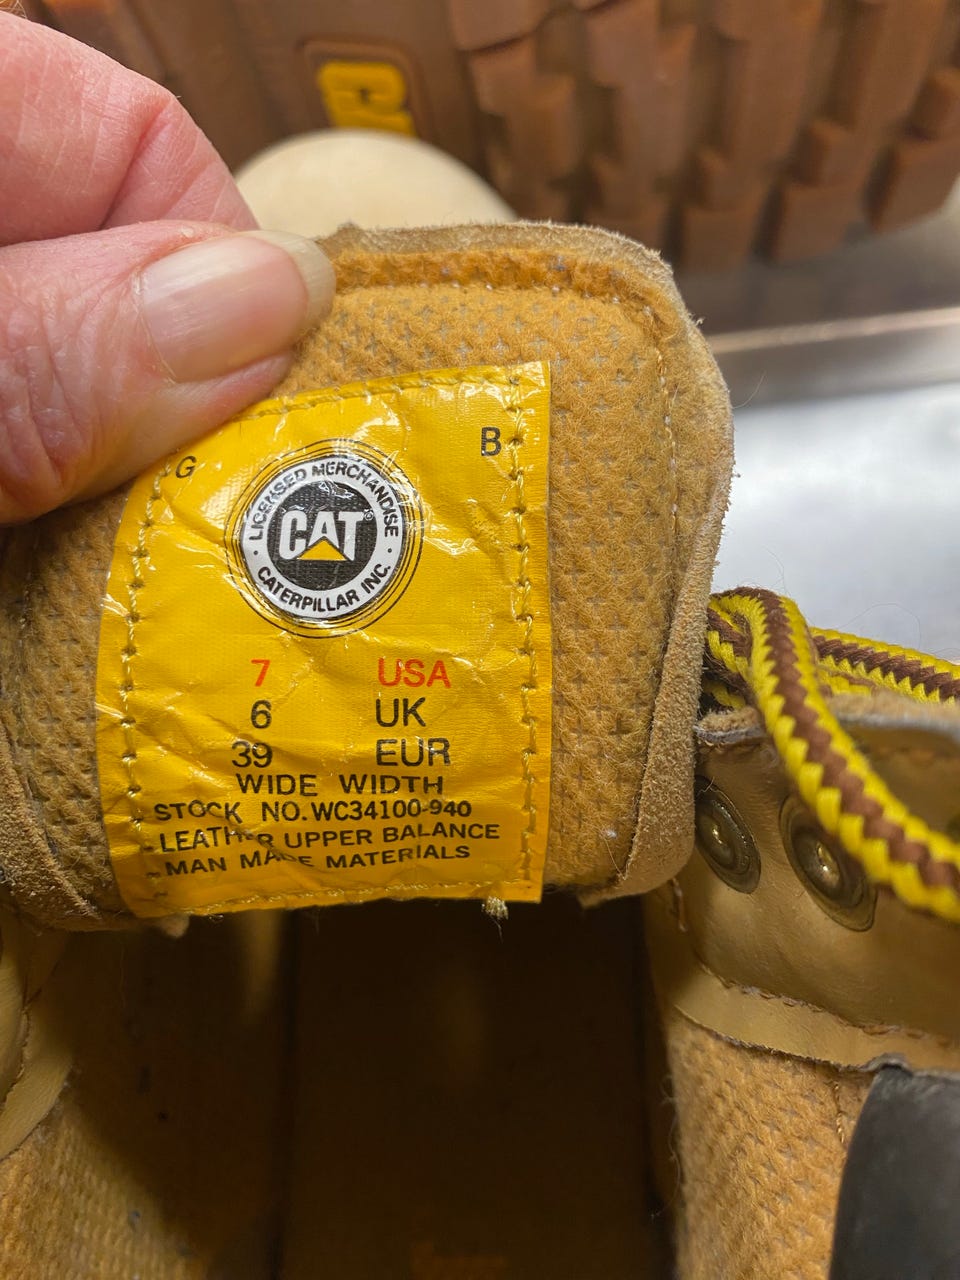 G B
LICENSED MERCHANDISE
CAT®
CATERPILLAR INC.
7 USA
6 UK
39 EUR
WIDE WIDTH
STOCK NO. WC34100-940
LEATHER UPPER BALANCE
MAN MADE MATERIALS